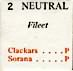 2 NEUTRAL
Fileet
Clackars . . . . . P
Sorana . . . . . P